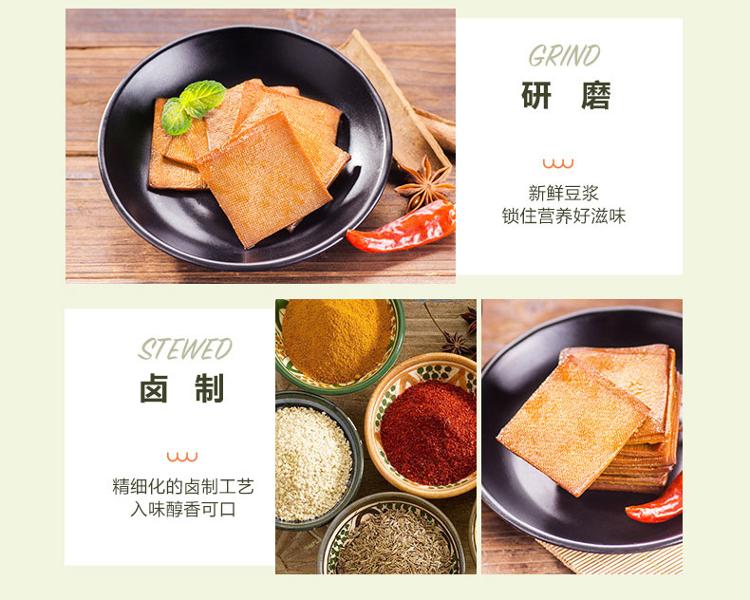 GRIND
研 磨
新鲜豆浆
锁住营养好滋味
STEWED
卤 制
精细化的卤制工艺
入味醇香可口